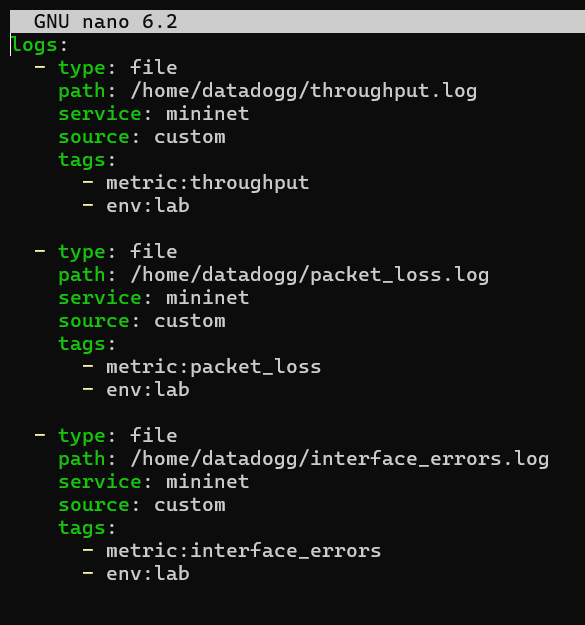 GNU nano 6.2
logs:
  - type: file
    path: /home/datadogg/throughput.log
    service: mininet
    source: custom
    tags:
      - metric:throughput
      - env:lab

  - type: file
    path: /home/datadogg/packet_loss.log
    service: mininet
    source: custom
    tags:
      - metric:packet_loss
      - env:lab

  - type: file
    path: /home/datadogg/interface_errors.log
    service: mininet
    source: custom
    tags:
      - metric:interface_errors
      - env:lab